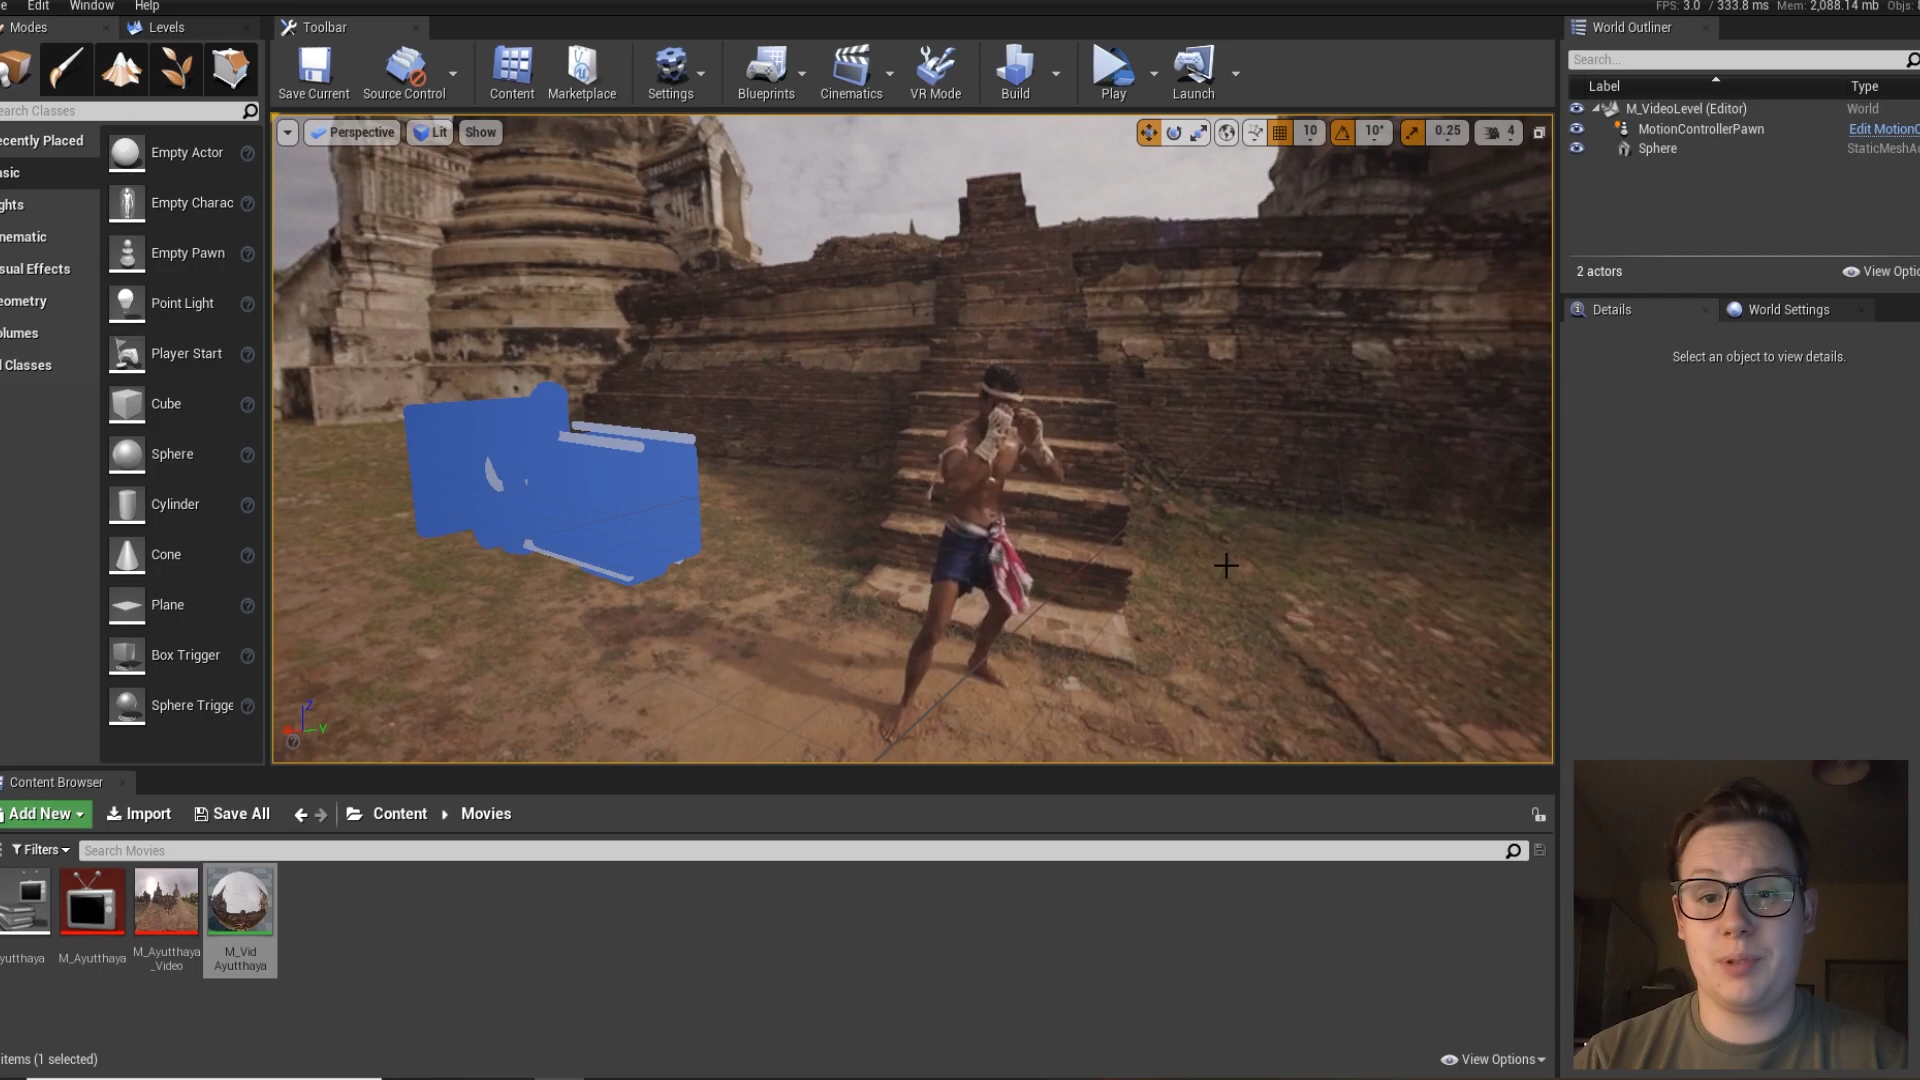 e Edit Window Help
FPS: 3.0 / 333.8 ms Mem: 2,088.14 mb Objs:
Modes
Levels
Toolbar
World Outliner
Save Current
Source Control
Content
Marketplace
Settings
Blueprints
Cinematics
VR Mode
Build
Play
Launch
Search...
Label
Type
earch Classes
M_VideoLevel (Editor)
World
MotionControllerPawn
Edit MotionC
Sphere
StaticMeshAc
Perspective
Lit
Show
10
10°
0.25
4
ecently Placed
asic
ghts
nematic
sual Effects
eometry
olumes
l Classes
Empty Actor
Empty Charac
Empty Pawn
Point Light
Player Start
Cube
Sphere
Cylinder
Cone
Plane
Box Trigger
Sphere Trigge
2 actors
View Optio
Details
World Settings
Select an object to view details.
Z
Y
Content Browser
Add New
Import
Save All
Content
Movies
Filters
Search Movies
yutthaya
M_Ayutthaya
M_Ayutthaya
_Video
M_Vid
Ayutthaya
items (1 selected)
View Options